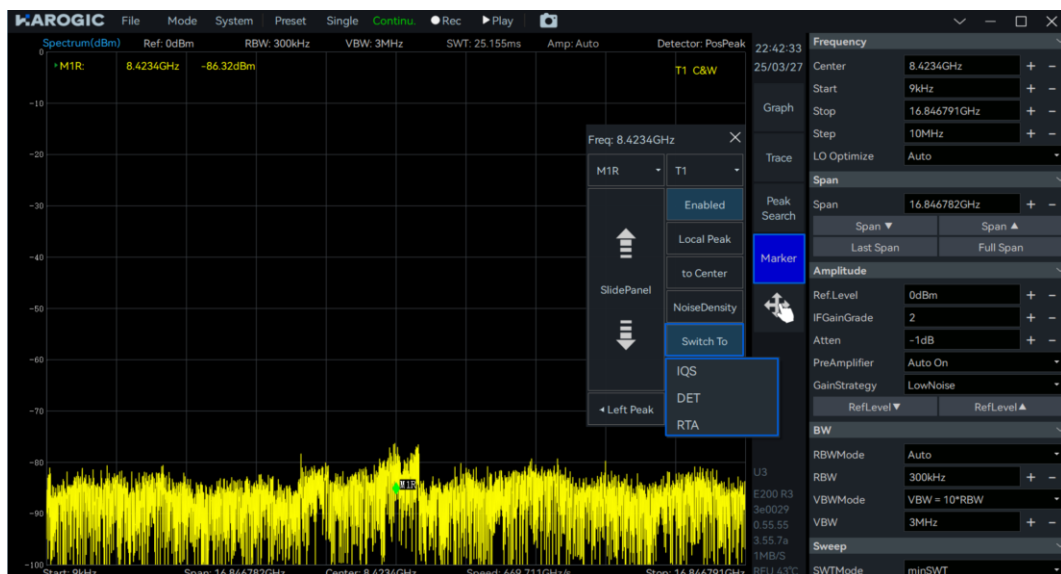 HAROGIC File Mode System Preset Single Continu. Rec Play
Spectrum(dBm) Ref: 0dBm RBW: 300kHz VBW: 3MHz SWT: 25.155ms Amp: Auto Detector: PosPeak
22:42:33
25/03/27
M1R: 8.4234GHz -86.32dBm
T1 C&W
0
-10
-20
-30
-40
-50
-60
-70
-80
-90
-100
M1R
Start: 9kHz Span: 16.846782GHz Center: 8.4234GHz Speed: 669.711GHz/s Stop: 16.846791GHz
Freq: 8.4234GHz
M1R T1
Enabled
Local Peak
to Center
SlidePanel
NoiseDensity
Switch To
IQS
DET
RTA
Left Peak
Graph
Trace
Peak
Search
Marker
U3
E200 R3
3e0029
0.55.55
3.55.7a
1MB/S
REU 43°C
Frequency
Center 8.4234GHz + -
Start 9kHz + -
Stop 16.846791GHz + -
Step 10MHz + -
LO Optimize Auto
Span
Span 16.846782GHz + -
Span ▼ Span ▲
Last Span Full Span
Amplitude
Ref.Level 0dBm + -
IFGainGrade 2 + -
Atten -1dB + -
PreAmplifier Auto On
GainStrategy LowNoise
RefLevel▼ RefLevel▲
BW
RBWMode Auto
RBW 300kHz + -
VBWMode VBW = 10*RBW
VBW 3MHz + -
Sweep
SWTMode minSWT